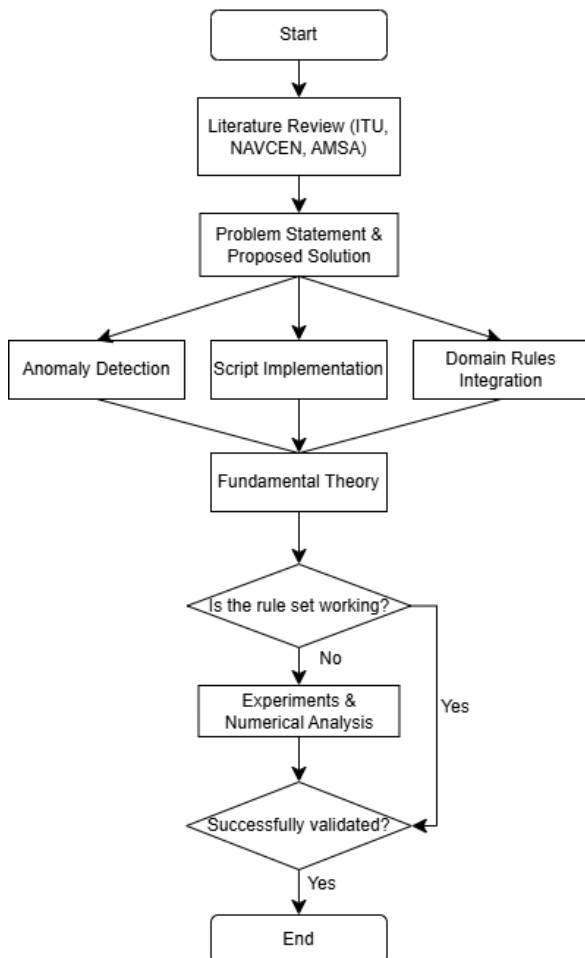 Start
Literature Review (ITU,
NAVCEN, AMSA)
Problem Statement &
Proposed Solution
Anomaly Detection
Script Implementation
Domain Rules
Integration
Fundamental Theory
Is the rule set working?
No
Experiments &
Numerical Analysis
Yes
Successfully validated?
Yes
End